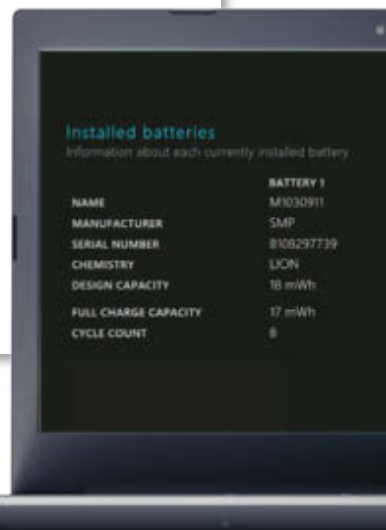 Installed batteries
Information about each currently installed battery
BATTERY 1
NAME M1030911
MANUFACTURER SMP
SERIAL NUMBER 8108297739
CHEMISTRY LION
DESIGN CAPACITY 18 mWh
FULL CHARGE CAPACITY 17 mWh
CYCLE COUNT 8